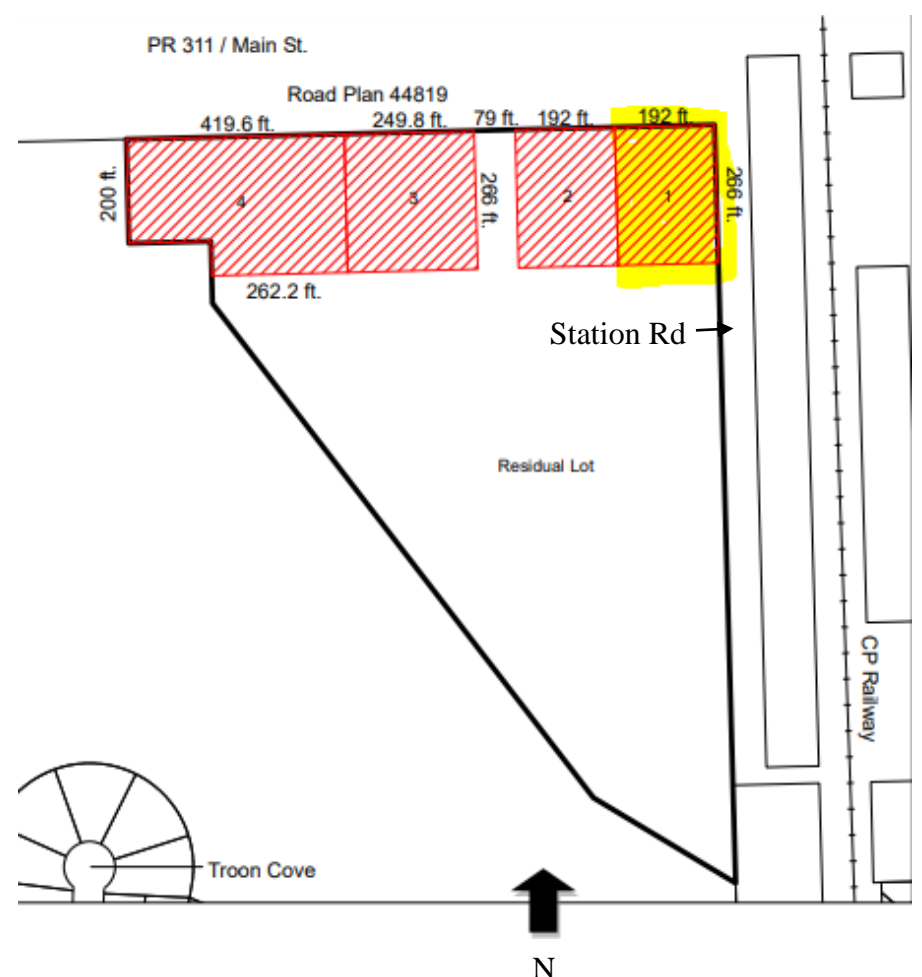 PR 311 / Main St.
Road Plan 44819
419.6 ft.
249.8 ft.
79 ft.
192 ft.
192 ft.
200 ft.
4
3
266 ft.
2
1
266 ft.
262.2 ft.
Station Rd
Residual Lot
CP Railway
Troon Cove
N